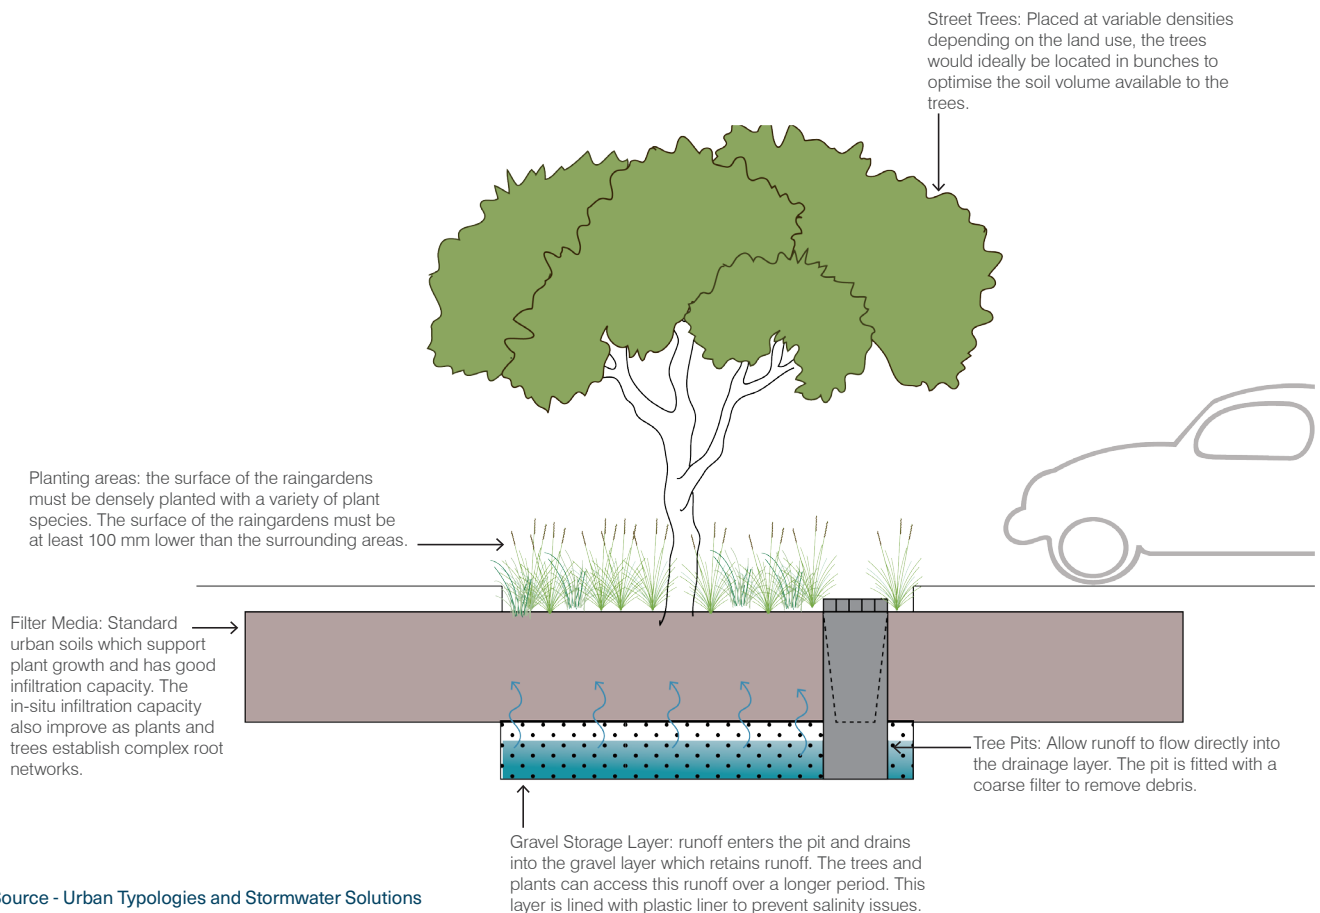 Street Trees: Placed at variable densities
depending on the land use, the trees
would ideally be located in bunches to
optimise the soil volume available to the
trees.
Planting areas: the surface of the raingardens
must be densely planted with a variety of plant
species. The surface of the raingardens must be
at least 100 mm lower than the surrounding areas.
Filter Media: Standard
urban soils which support
plant growth and has good
infiltration capacity. The
in-situ infiltration capacity
also improve as plants and
trees establish complex root
networks.
Tree Pits: Allow runoff to flow directly into
the drainage layer. The pit is fitted with a
coarse filter to remove debris.
Gravel Storage Layer: runoff enters the pit and drains
into the gravel layer which retains runoff. The trees and
plants can access this runoff over a longer period. This
layer is lined with plastic liner to prevent salinity issues.
Source - Urban Typologies and Stormwater Solutions